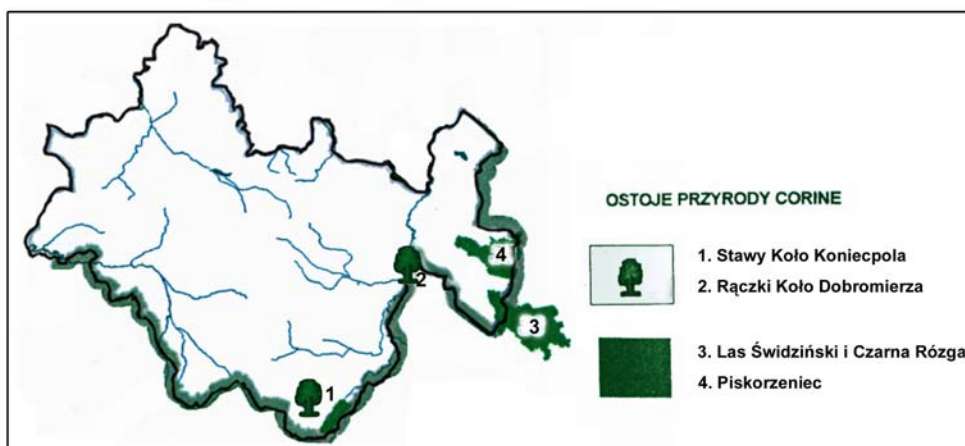 OSTOJE PRZYRODY CORINE
1. Stawy Koło Koniecpola
2. Rączki Koło Dobromierza
3. Las Świdziński i Czarna Rózga
4. Piskorzeniec
4
2
3
1